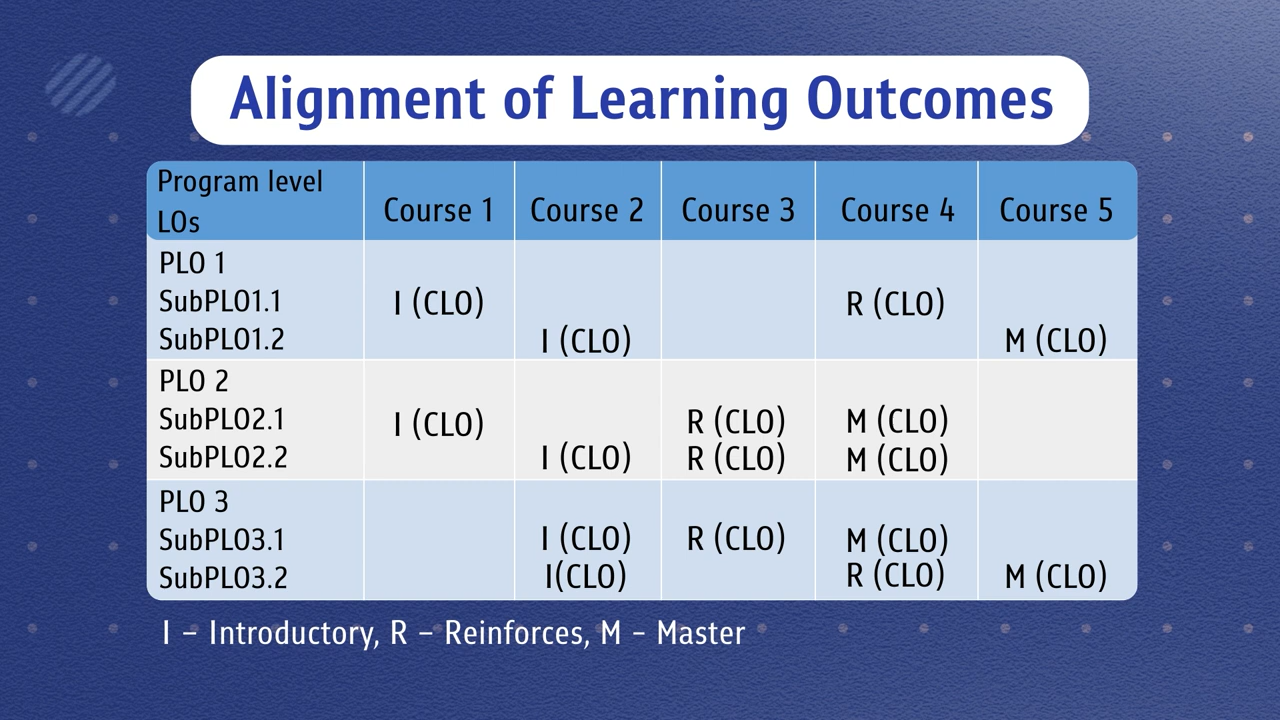 Alignment of Learning Outcomes
Program level
LOs
Course 1 Course 2 Course 3 Course 4 Course 5
PLO 1
SubPLO1.1 I (CLO) R (CLO)
SubPLO1.2 I (CLO) M (CLO)
PLO 2
SubPLO2.1 I (CLO) R (CLO) M (CLO)
SubPLO2.2 I (CLO) R (CLO) M (CLO)
PLO 3
SubPLO3.1 I (CLO) R (CLO) M (CLO)
SubPLO3.2 I(CLO) R (CLO) M (CLO)
I – Introductory, R – Reinforces, M – Master